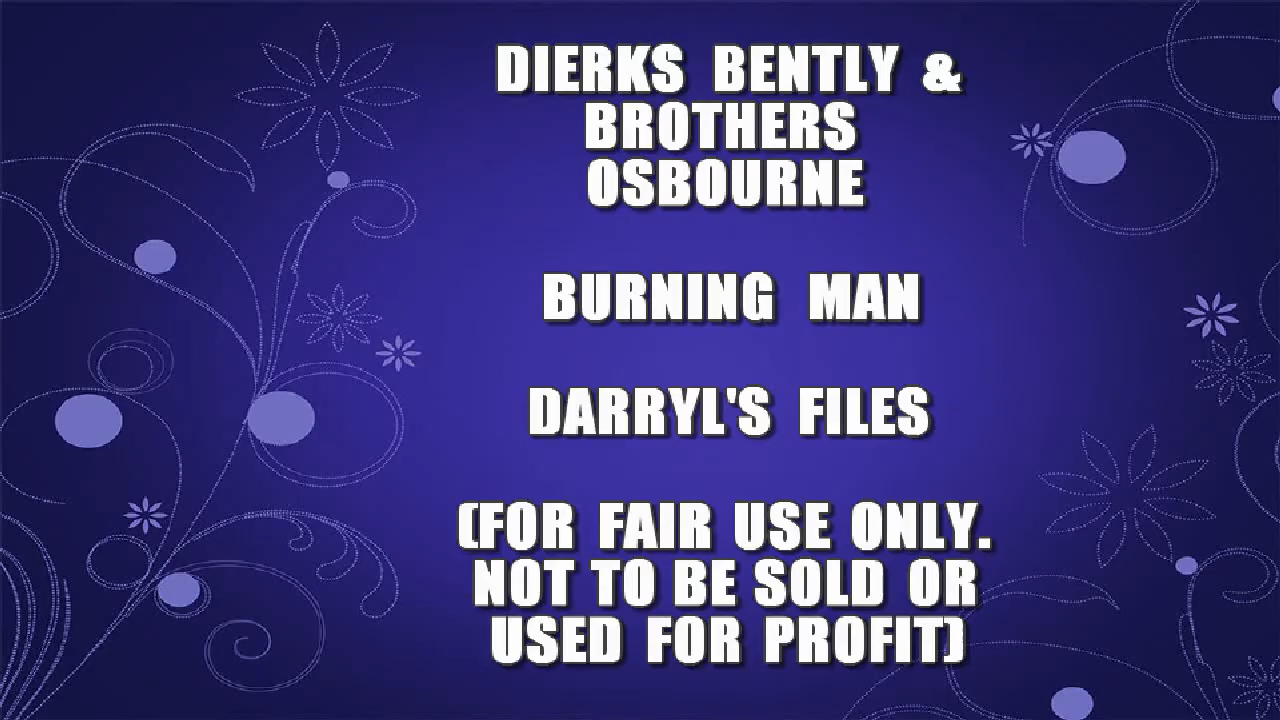 DIERKS BENTLY &
BROTHERS
OSBOURNE
BURNING MAN
DARRYL'S FILES
(FOR FAIR USE ONLY.
NOT TO BE SOLD OR
USED FOR PROFIT)